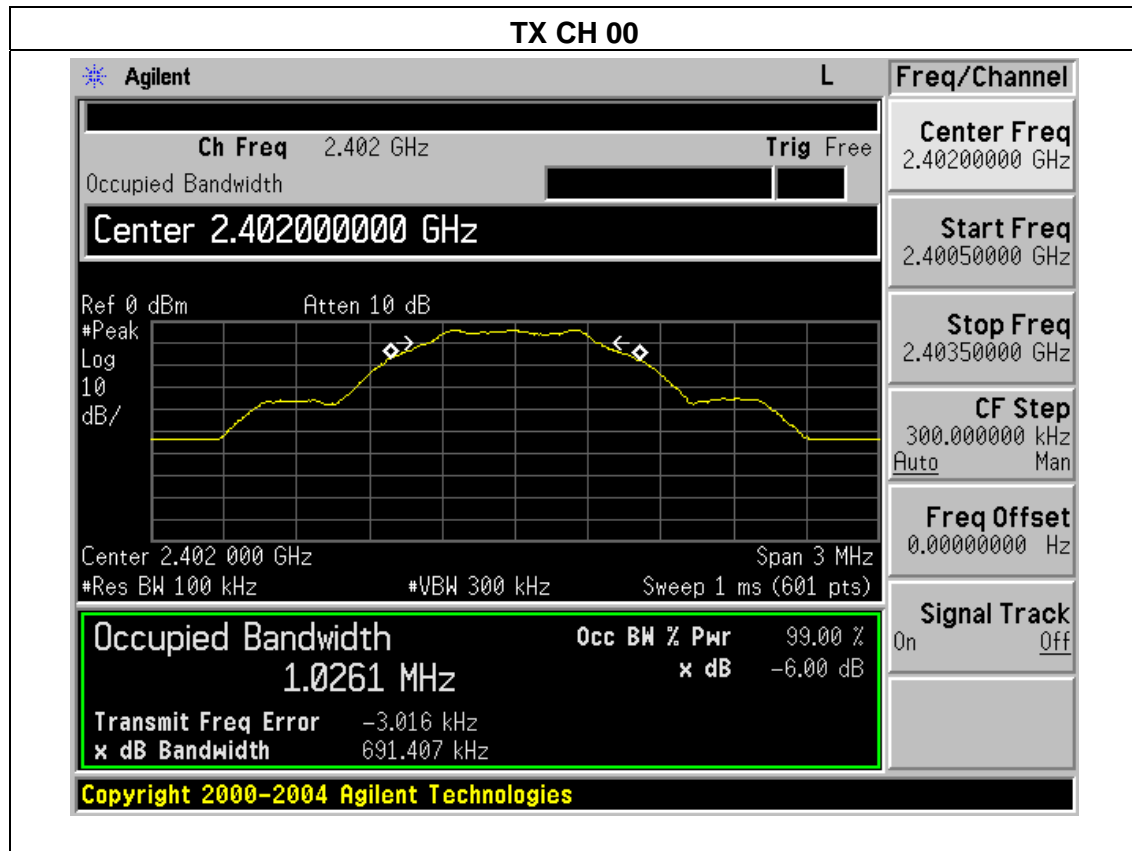 TX CH 00
Agilent L Freq/Channel
Ch Freq 2.402 GHz Trig Free
Occupied Bandwidth
Center 2.402000000 GHz
Ref 0 dBm Atten 10 dB
#Peak
Log
10
dB/
Center 2.402 000 GHz Span 3 MHz
#Res BW 100 kHz #VBW 300 kHz Sweep 1 ms (601 pts)
Occupied Bandwidth Occ BW % Pwr 99.00 %
1.0261 MHz x dB -6.00 dB
Transmit Freq Error -3.016 kHz
x dB Bandwidth 691.407 kHz
Center Freq
2.40200000 GHz
Start Freq
2.40050000 GHz
Stop Freq
2.40350000 GHz
CF Step
300.000000 kHz
Auto Man
Freq Offset
0.00000000 Hz
Signal Track
On Off
Copyright 2000-2004 Agilent Technologies